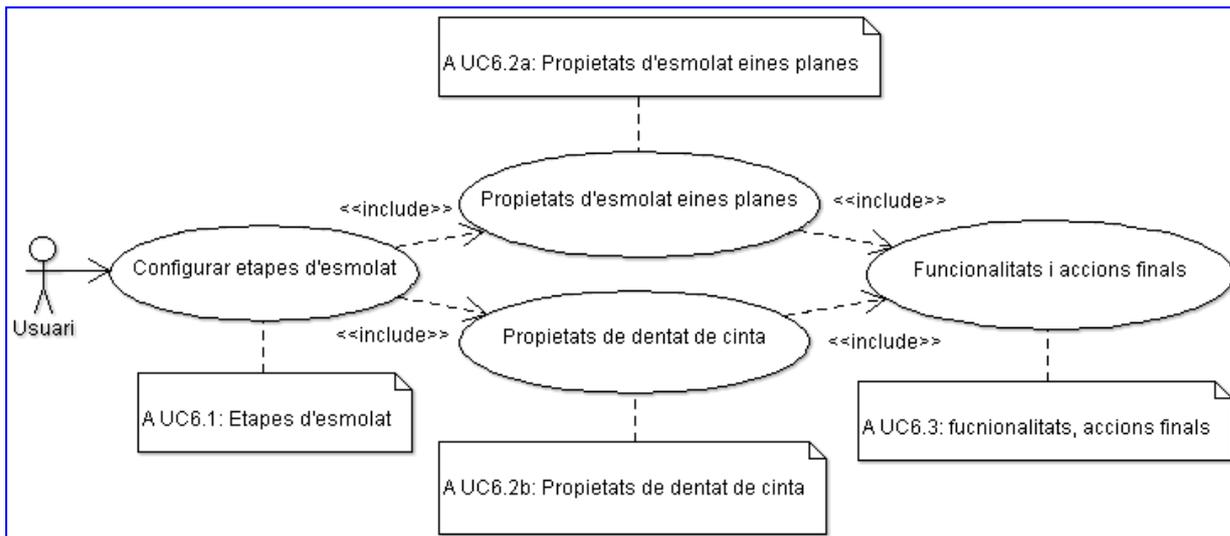 A UC6.2a: Propietats d'esmolat eines planes
Propietats d'esmolat eines planes
<<include>>
<<include>>
Configurar etapes d'esmolat
Funcionalitats i accions finals
Usuari
<<include>>
Propietats de dentat de cinta
<<include>>
A UC6.1: Etapes d'esmolat
A UC6.3: fucnionalitats, accions finals
A UC6.2b: Propietats de dentat de cinta